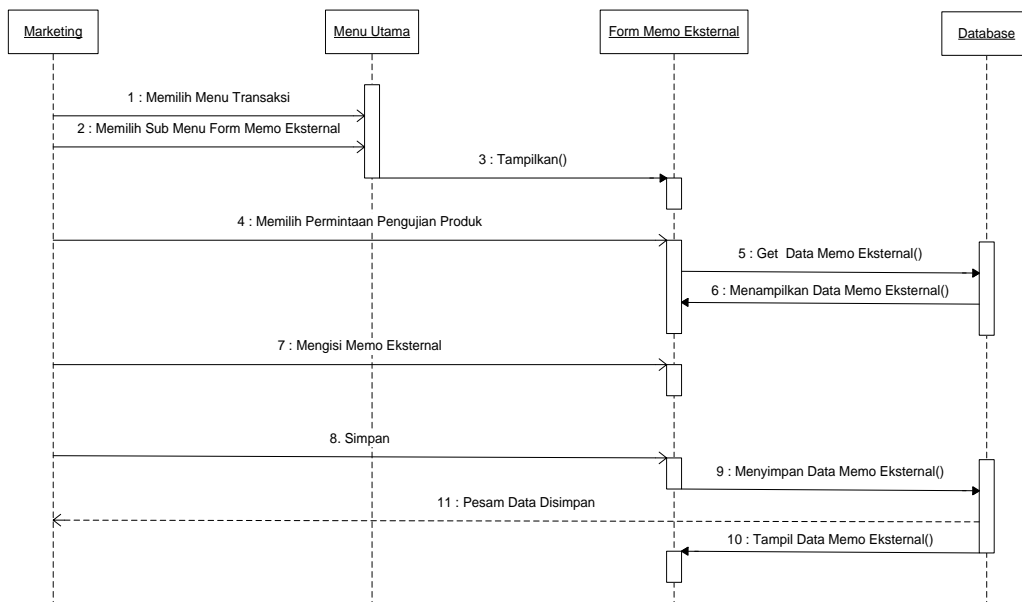 Marketing
Menu Utama
Form Memo Eksternal
Database
1 : Memilih Menu Transaksi
2 : Memilih Sub Menu Form Memo Eksternal
3 : Tampilkan()
4 : Memilih Permintaan Pengujian Produk
5 : Get Data Memo Eksternal()
6 : Menampilkan Data Memo Eksternal()
7 : Mengisi Memo Eksternal
8. Simpan
9 : Menyimpan Data Memo Eksternal()
11 : Pesam Data Disimpan
10 : Tampil Data Memo Eksternal()